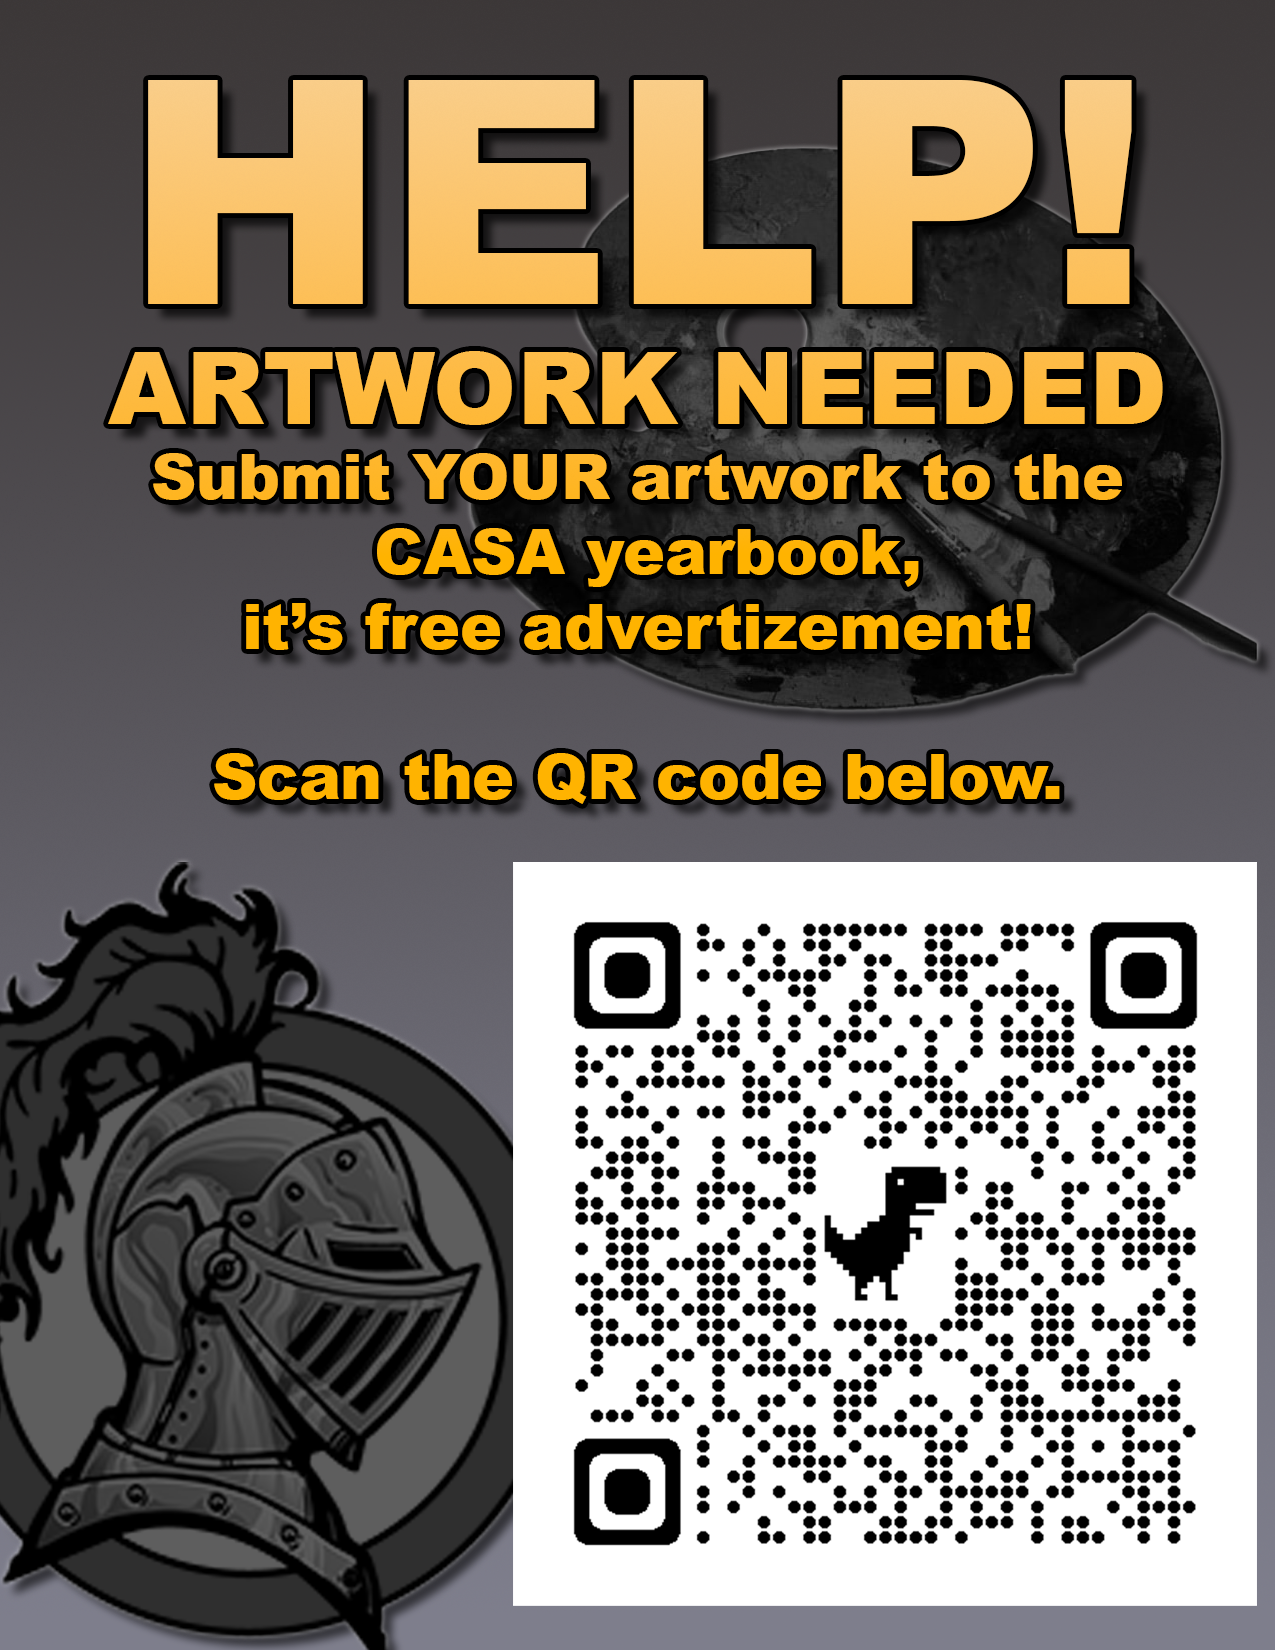 HELP!
ARTWORK NEEDED
Submit YOUR artwork to the
CASA yearbook,
it’s free advertizement!
Scan the QR code below.